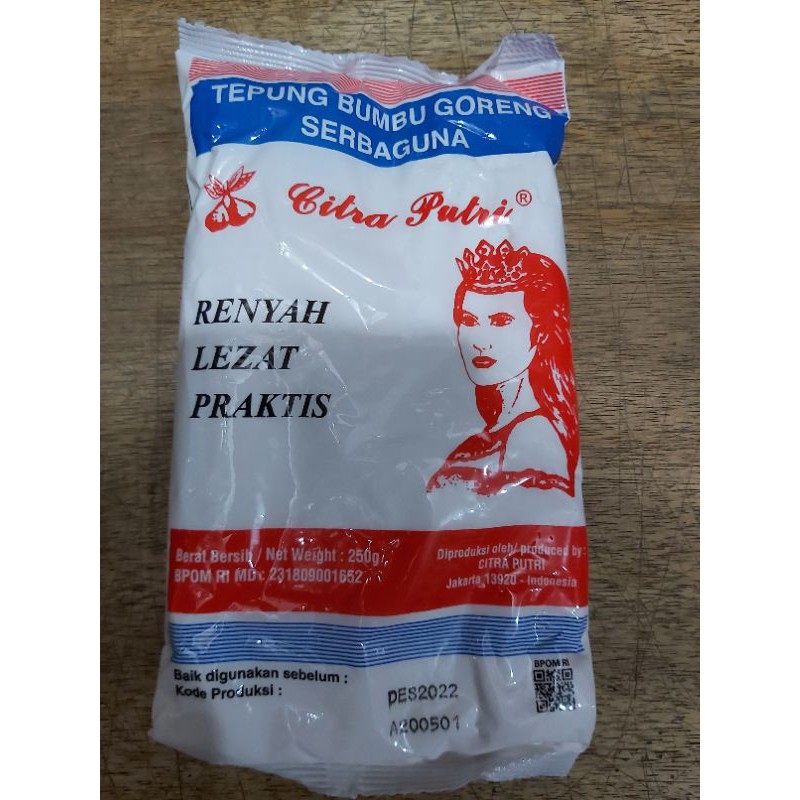 TEPUNG BUMBU GORENG
SERBAGUNA
Citra Putri ®
RENYAH
LEZAT
PRAKTIS
Berat Bersih / Net Weight : 250g
BPOM RI MD : 231809001652
Diproduksi oleh/ produced by :
CITRA PUTRI
Jakarta 13920 - Indonesia
BPOM RI
Baik digunakan sebelum : DES2022
Kode Produksi : A200501